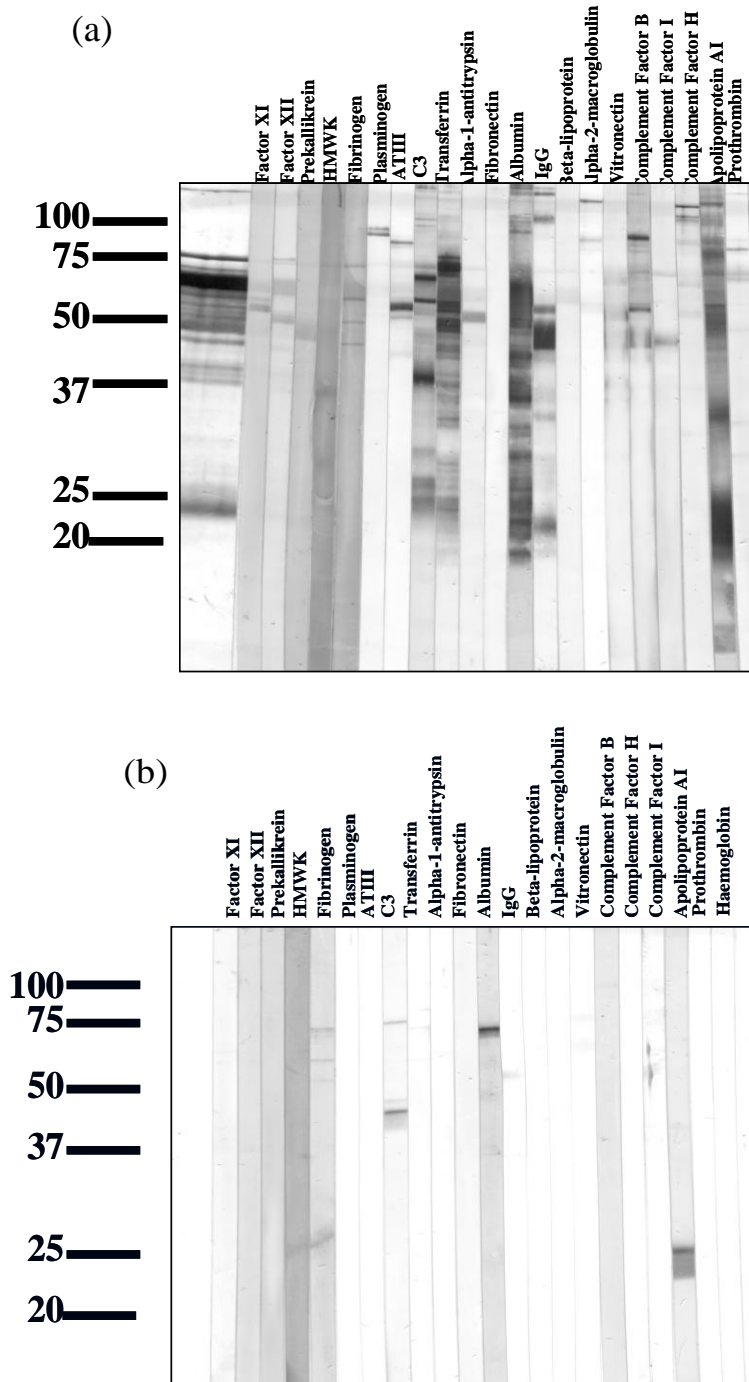 (a)
Factor XI
Factor XII
Prekallikrein
HMWK
Fibrinogen
Plasminogen
ATIII
C3
Transferrin
Alpha-1-antitrypsin
Fibronectin
Albumin
IgG
Beta-lipoprotein
Alpha-2-macroglobulin
Vitronectin
Complement Factor B
Complement Factor I
Complement Factor H
Apolipoprotein AI
Prothrombin
100
75
50
37
25
20
(b)
Factor XI
Factor XII
Prekallikrein
HMWK
Fibrinogen
Plasminogen
ATIII
C3
Transferrin
Alpha-1-antitrypsin
Fibronectin
Albumin
IgG
Beta-lipoprotein
Alpha-2-macroglobulin
Vitronectin
Complement Factor B
Complement Factor H
Complement Factor I
Apolipoprotein AI
Prothrombin
Haemoglobin
100
75
50
37
25
20